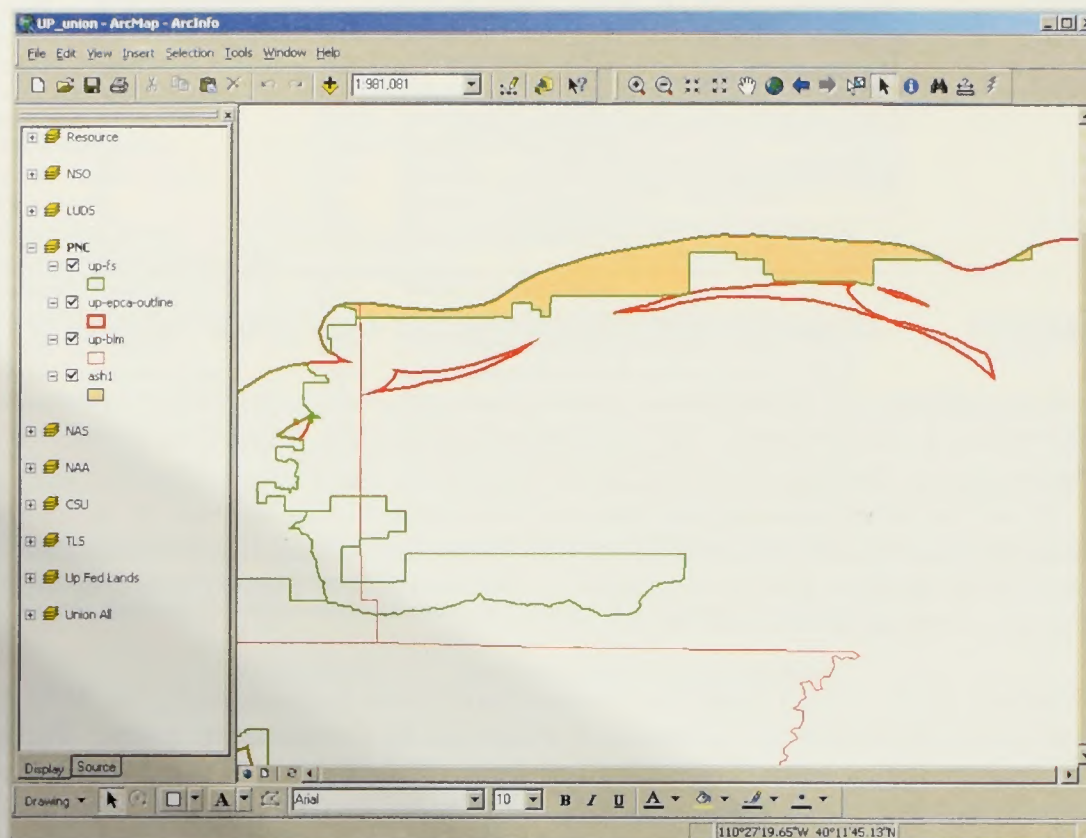 UP_union - ArcMap - ArcInfo
File Edit View Insert Selection Tools Window Help
1:981,081
Resource
NSO
LUDS
PNC
up-fs
up-epca-outline
up-blm
ash1
NAS
NAA
CSU
TLS
Up Fed Lands
Union All
Display Source
Drawing A Arial 10 B I U A
110°27'19.65"W 40°11'45.13"N